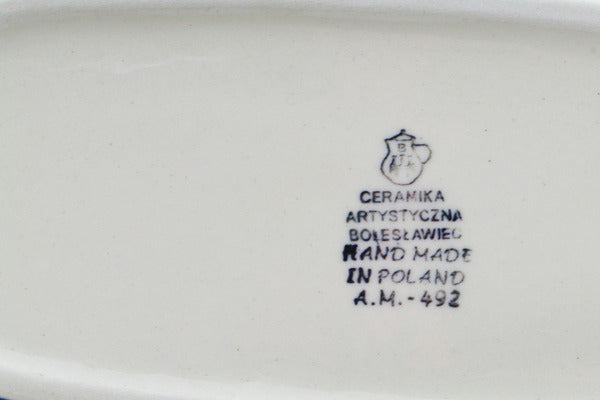 B
CERAMIKA
ARTYSTYCZNA
BOLESŁAWIEC
HAND MADE
IN POLAND
A.M.-492